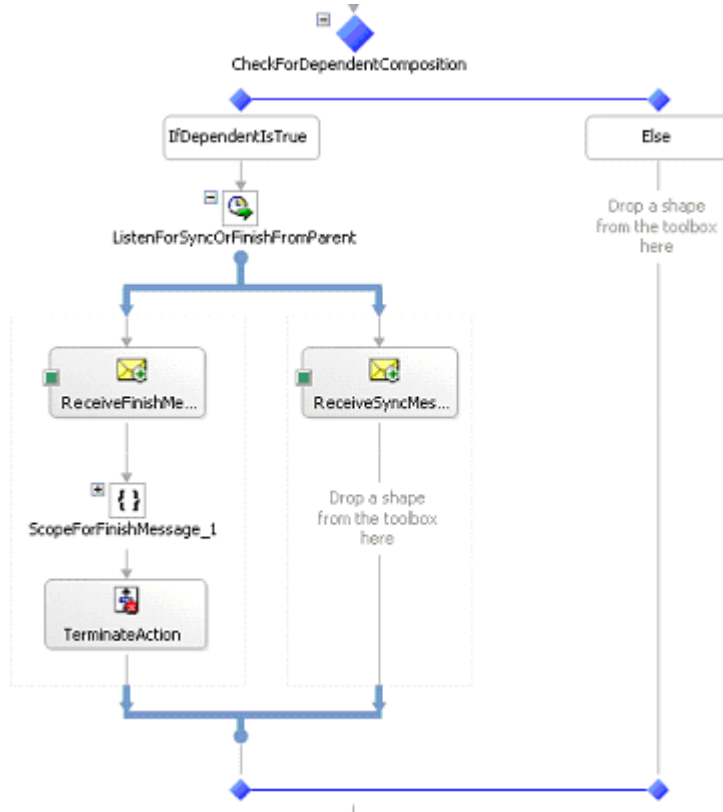 CheckForDependentComposition
IfDependentIsTrue
Else
ListenForSyncOrFinishFromParent
Drop a shape
from the toolbox
here
ReceiveFinishMe...
ReceiveSyncMes...
Drop a shape
from the toolbox
here
ScopeForFinishMessage_1
TerminateAction